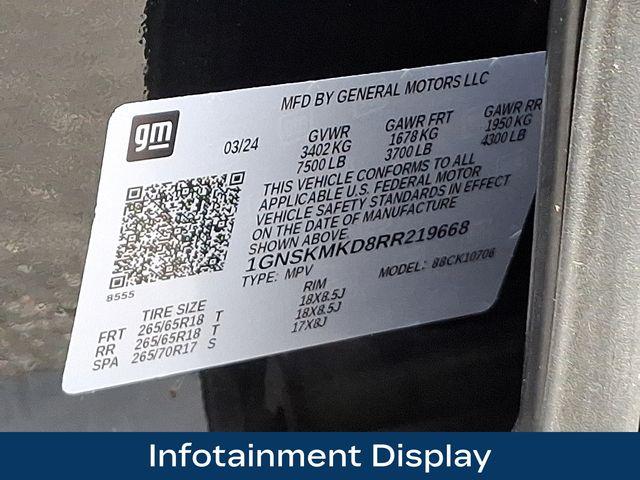 MFD BY GENERAL MOTORS LLC
gm
03/24
GVWR GAWR FRT GAWR RR
3402 KG 1678 KG 1950 KG
7500 LB 3700 LB 4300 LB
THIS VEHICLE CONFORMS TO ALL
APPLICABLE U.S. FEDERAL MOTOR
VEHICLE SAFETY STANDARDS IN EFFECT
ON THE DATE OF MANUFACTURE
SHOWN ABOVE.
1GNSKMKD8RR219668
TYPE: MPV MODEL: 88CK10706
8555
TIRE SIZE RIM
FRT 265/65R18 T 18X8.5J
RR 265/65R18 T 18X8.5J
SPA 265/70R17 S 17X8J
Infotainment Display